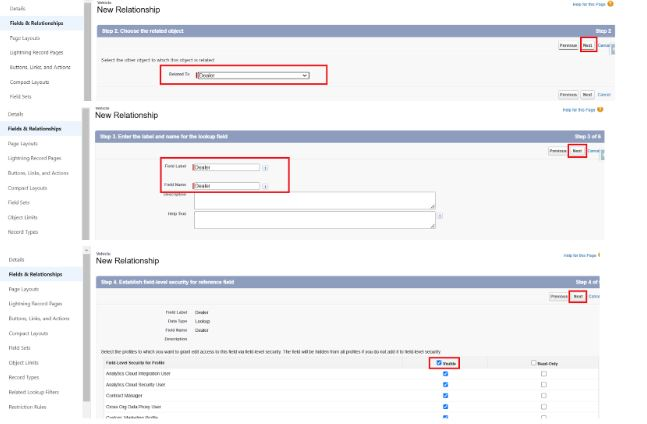 Details
Fields & Relationships
Page Layouts
Lightning Record Pages
Buttons, Links, and Actions
Compact Layouts
Field Sets
Vehicle
New Relationship
Help for this Page
Step 2. Choose the related object
Step 2
Previous Next Cancel
Select the other object to which this object is related.
Related To Dealer
Previous Next Cancel
Details
Fields & Relationships
Page Layouts
Lightning Record Pages
Buttons, Links, and Actions
Compact Layouts
Field Sets
Object Limits
Record Types
Vehicle
New Relationship
Help for this Page
Step 3. Enter the label and name for the lookup field
Step 3 of 6
Previous Next Cancel
Field Label Dealer
Field Name Dealer
Description
Help Text
Details
Fields & Relationships
Page Layouts
Lightning Record Pages
Buttons, Links, and Actions
Compact Layouts
Field Sets
Object Limits
Record Types
Related Lookup Filters
Restriction Rules
Vehicle
New Relationship
Help for this Page
Step 4. Establish field-level security for reference field
Step 4 of
Previous Next Cance
Field Label Dealer
Data Type Lookup
Field Name Dealer
Description
Select the profiles to which you want to grant edit access to this field via field-level security. The field will be hidden from all profiles if you do not add it to field-level security.
Field-Level Security for Profile Visible Read-Only
Analytics Cloud Integration User
Analytics Cloud Security User
Contract Manager
Cross Org Data Proxy User
Custom: Marketing Profile